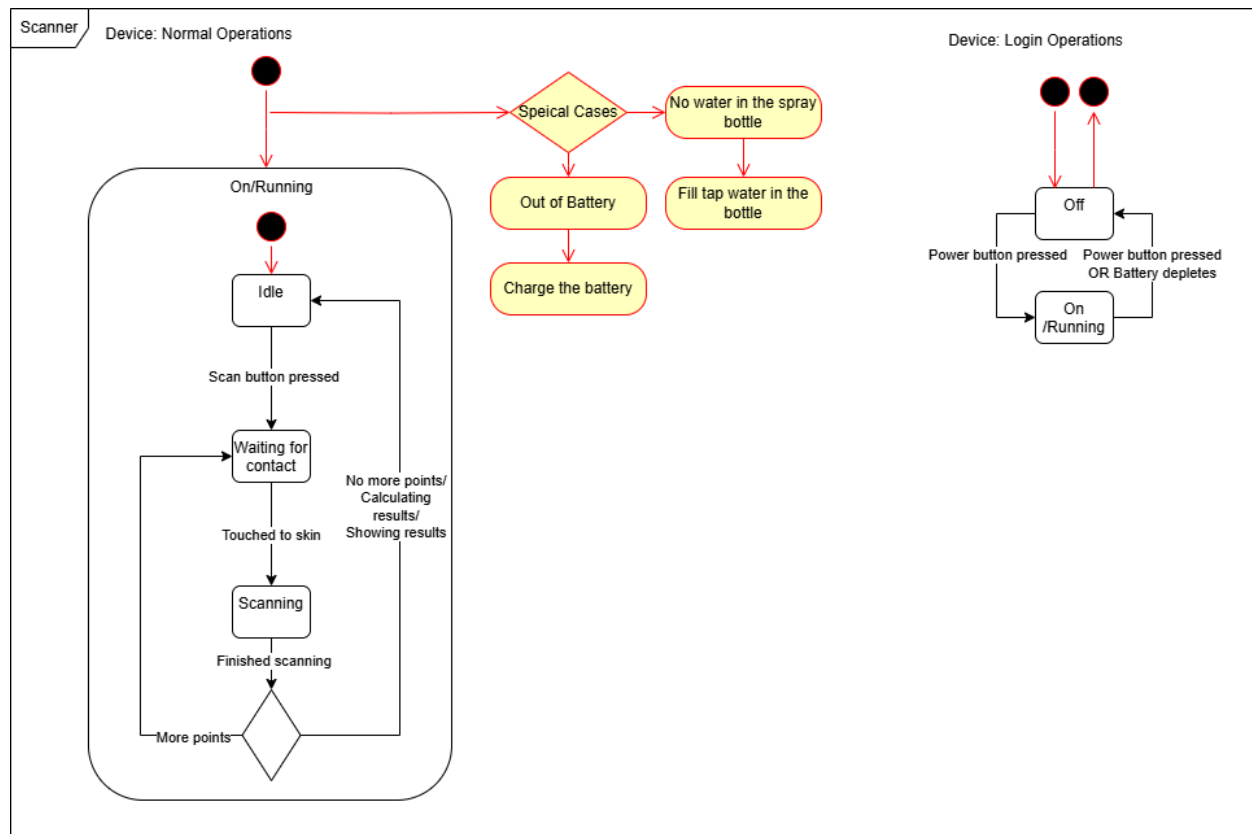 Scanner
Device: Normal Operations
Device: Login Operations
Speical Cases
No water in the spray
bottle
On/Running
Out of Battery
Fill tap water in the
bottle
Off
Power button pressed
Power button pressed
OR Battery depletes
Idle
Charge the battery
On
/Running
Scan button pressed
Waiting for
contact
No more points/
Calculating
results/
Showing results
Touched to skin
Scanning
Finished scanning
More points